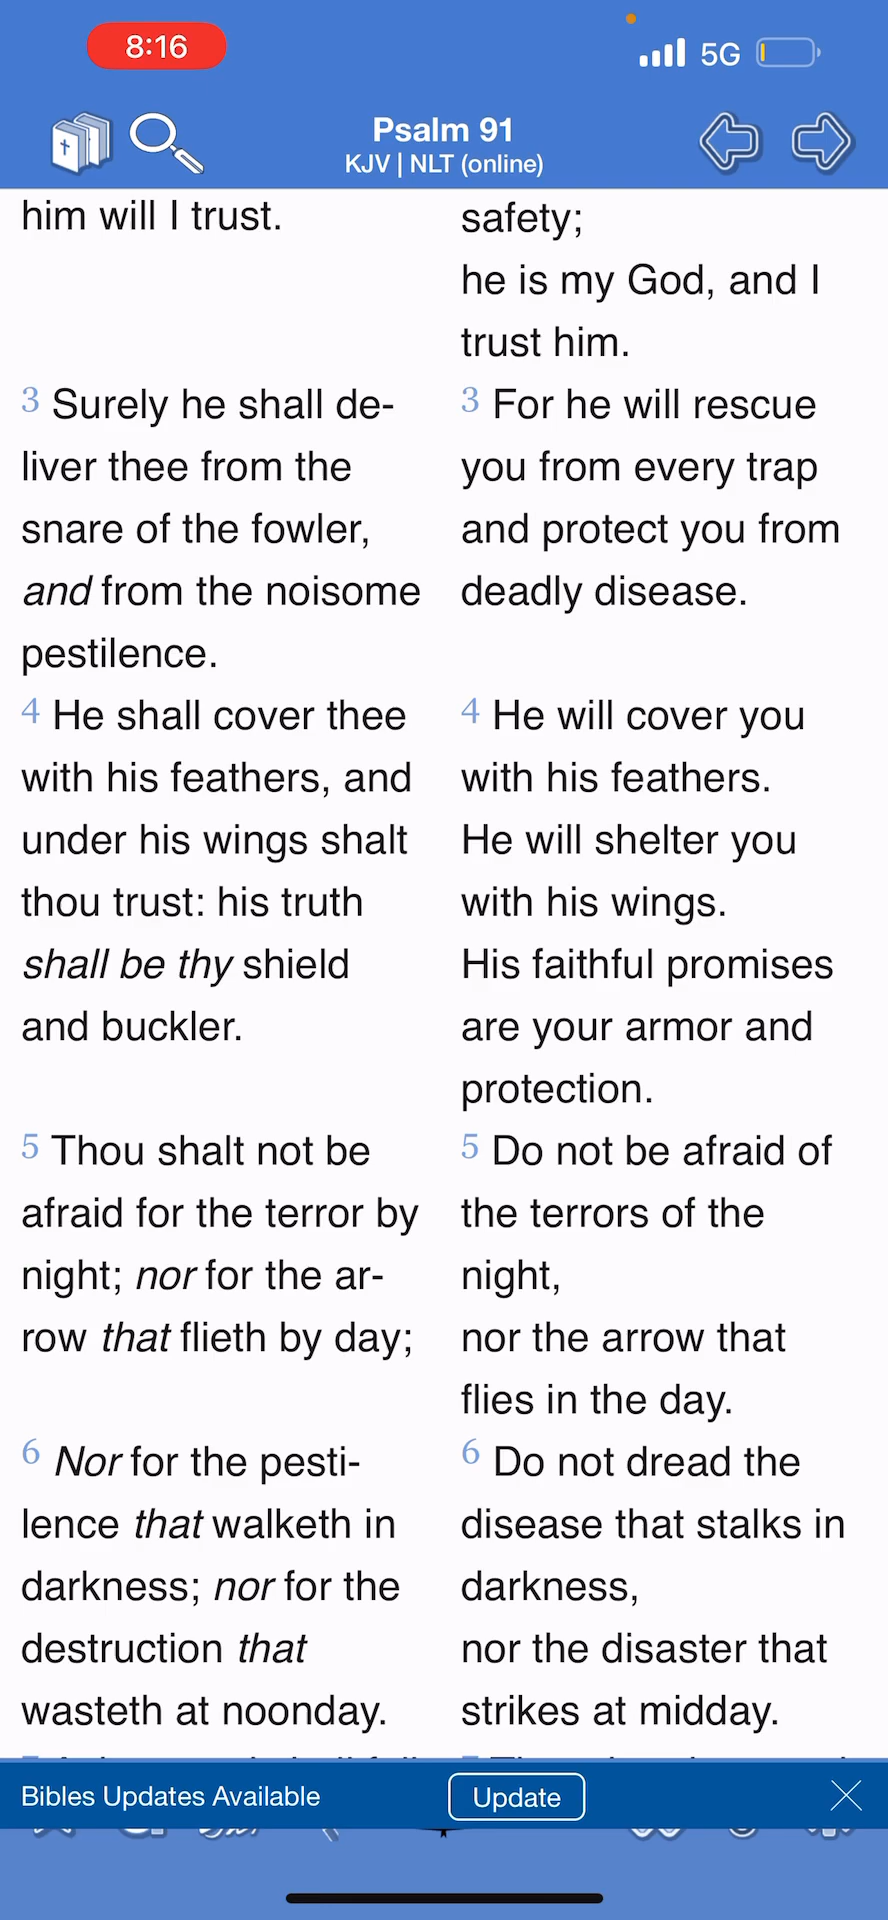 8:16
5G
Psalm 91
KJV | NLT (online)
him will I trust.
3 Surely he shall de-
liver thee from the
snare of the fowler,
and from the noisome
pestilence.
4 He shall cover thee
with his feathers, and
under his wings shalt
thou trust: his truth
shall be thy shield
and buckler.
5 Thou shalt not be
afraid for the terror by
night; nor for the ar-
row that flieth by day;
6 Nor for the pesti-
lence that walketh in
darkness; nor for the
destruction that
wasteth at noonday.
safety;
he is my God, and I
trust him.
3 For he will rescue
you from every trap
and protect you from
deadly disease.
4 He will cover you
with his feathers.
He will shelter you
with his wings.
His faithful promises
are your armor and
protection.
5 Do not be afraid of
the terrors of the
night,
nor the arrow that
flies in the day.
6 Do not dread the
disease that stalks in
darkness,
nor the disaster that
strikes at midday.
Bibles Updates Available
Update